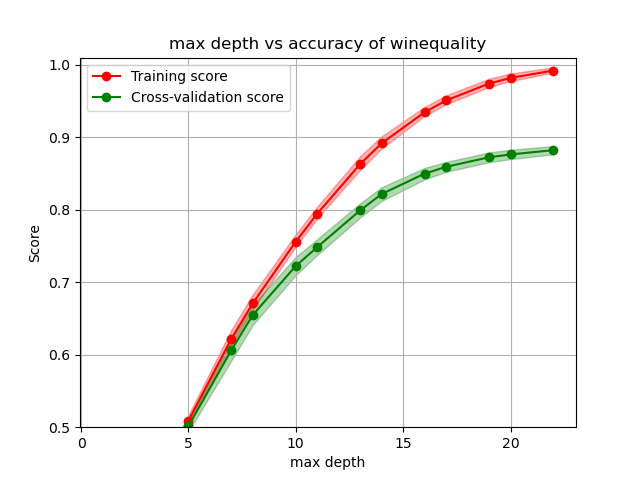 max depth vs accuracy of winequality
Training score
Cross-validation score
1.0
0.9
0.8
0.7
0.6
0.5
Score
0
5
10
15
20
max depth